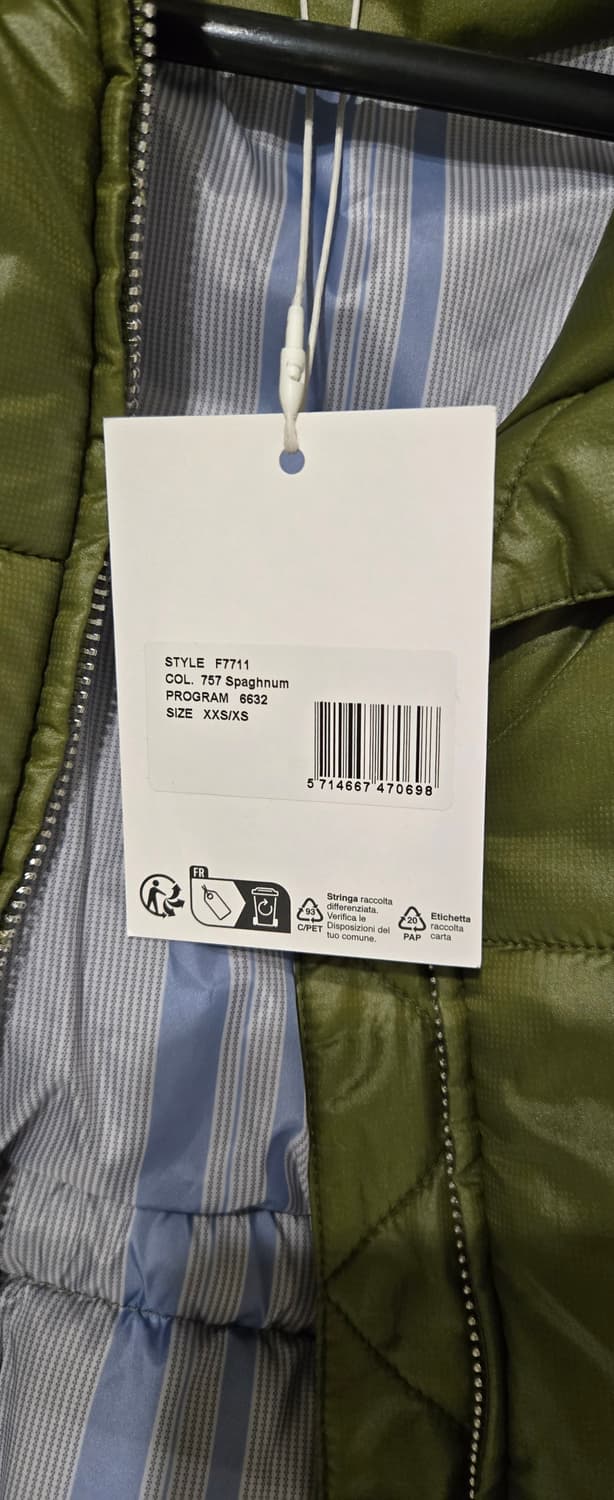 STYLE F7711
COL. 757 Spaghnum
PROGRAM 6632
SIZE XXS/XS
5 714667 470698
FR
93
C/PET
Stringa raccolta
differenziata.
Verifica le
Disposizioni del
tuo comune.
20
PAP
Etichetta
raccolta
carta